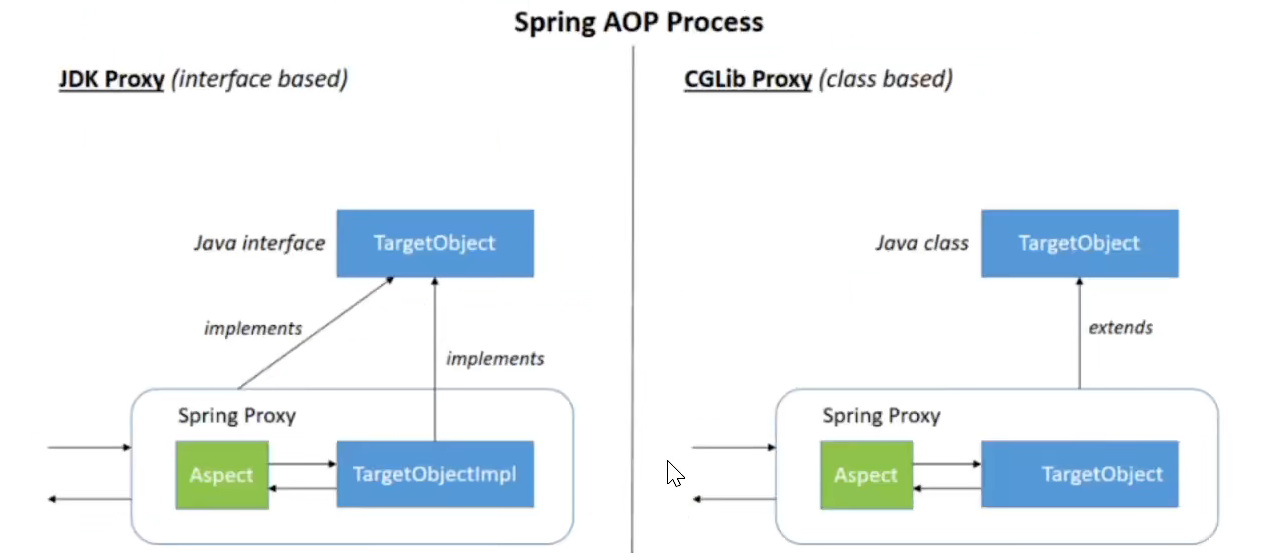 Spring AOP Process
JDK Proxy (interface based)
Java interface
TargetObject
implements
implements
Spring Proxy
Aspect
TargetObjectImpl
CGLib Proxy (class based)
Java class
TargetObject
extends
Spring Proxy
Aspect
TargetObject